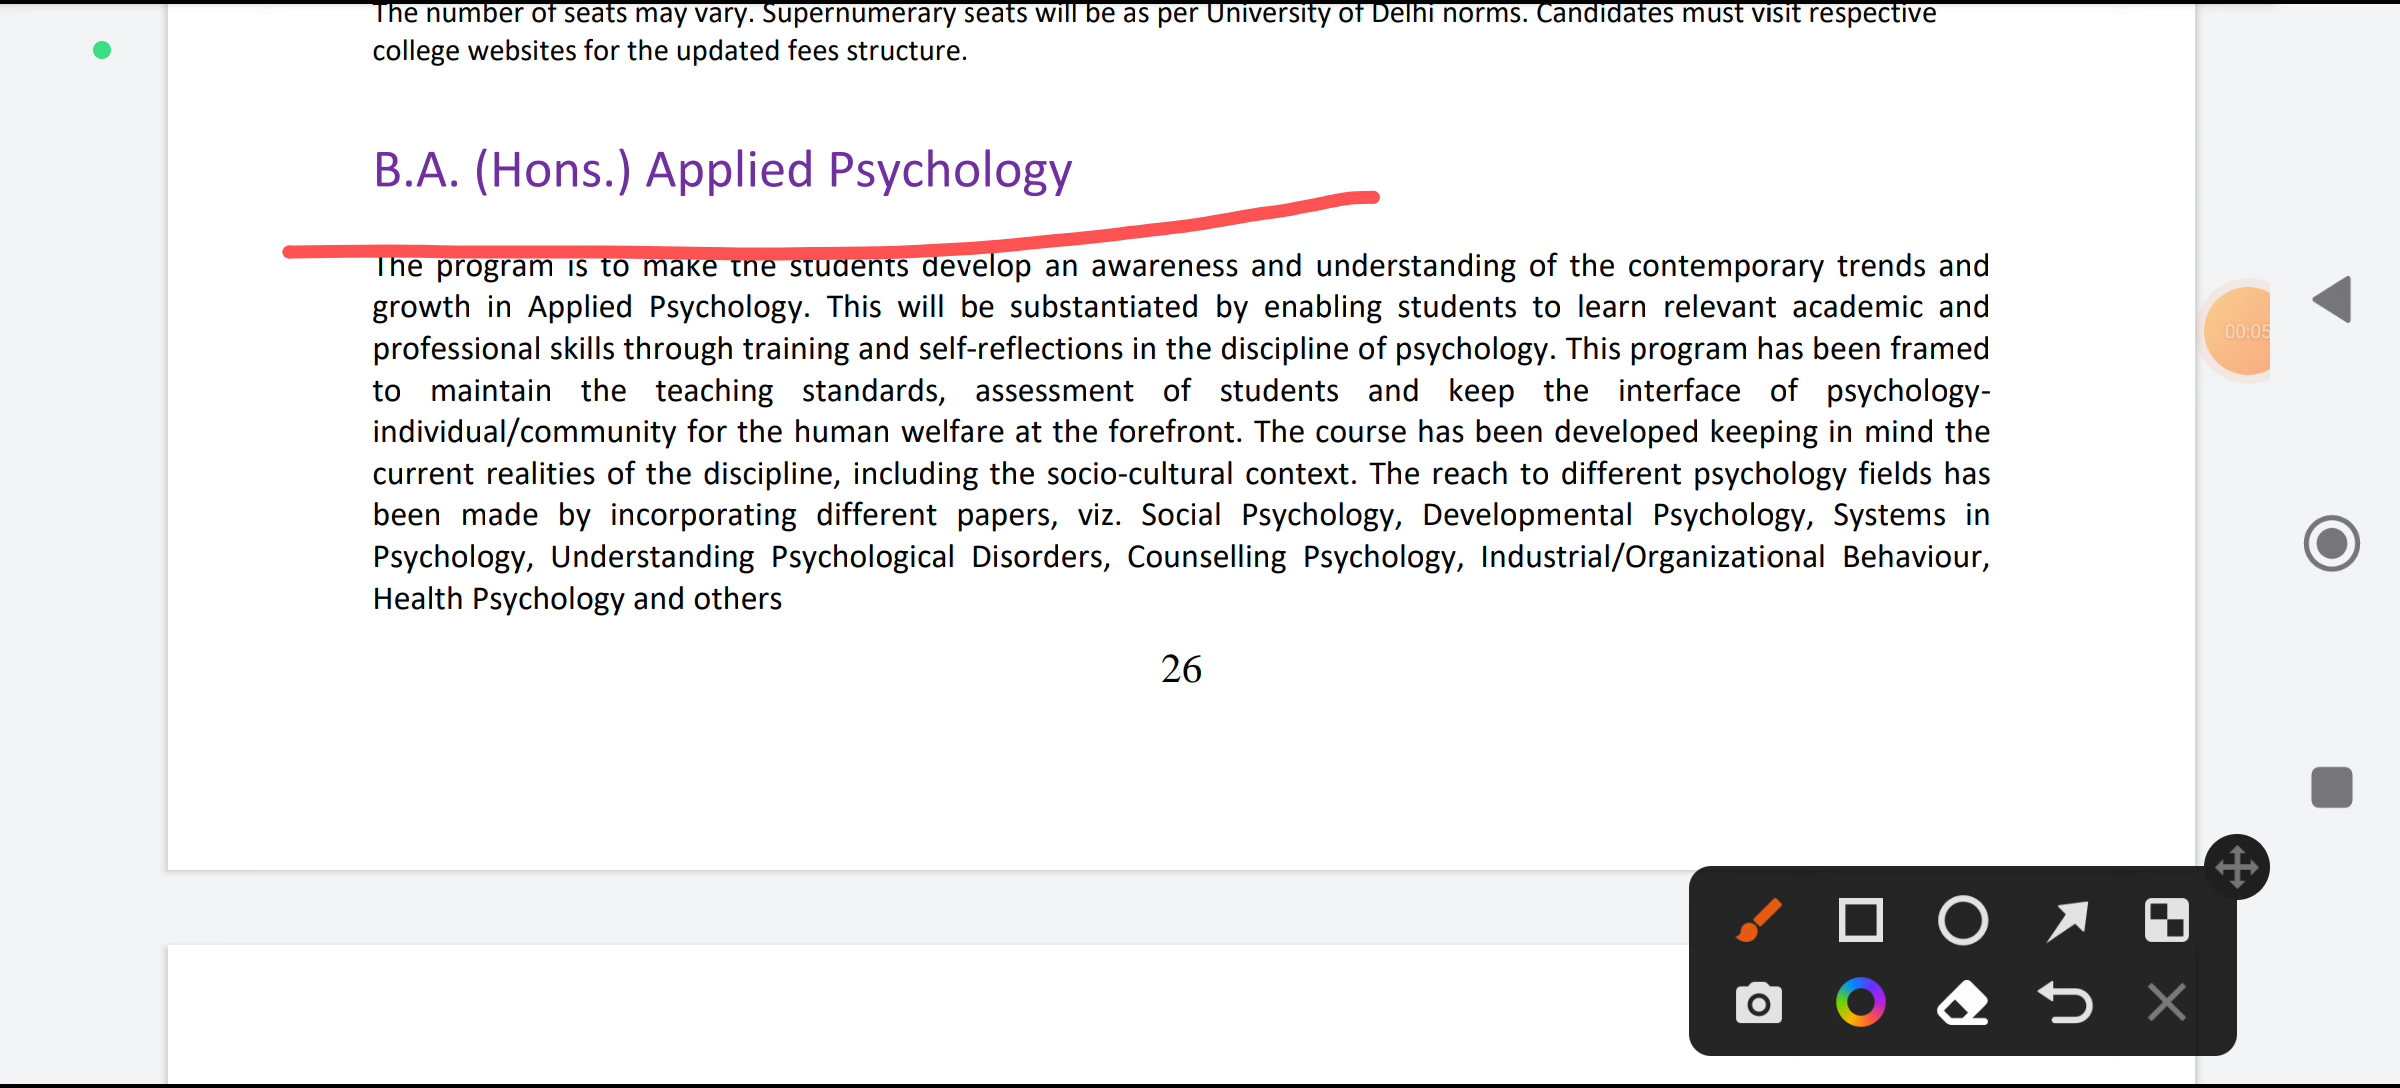 The number of seats may vary. Supernumerary seats will be as per University of Delhi norms. Candidates must visit respective
college websites for the updated fees structure.
B.A. (Hons.) Applied Psychology
The program is to make the students develop an awareness and understanding of the contemporary trends and
growth in Applied Psychology. This will be substantiated by enabling students to learn relevant academic and
professional skills through training and self-reflections in the discipline of psychology. This program has been framed
to maintain the teaching standards, assessment of students and keep the interface of psychology-
individual/community for the human welfare at the forefront. The course has been developed keeping in mind the
current realities of the discipline, including the socio-cultural context. The reach to different psychology fields has
been made by incorporating different papers, viz. Social Psychology, Developmental Psychology, Systems in
Psychology, Understanding Psychological Disorders, Counselling Psychology, Industrial/Organizational Behaviour,
Health Psychology and others
26
00:05